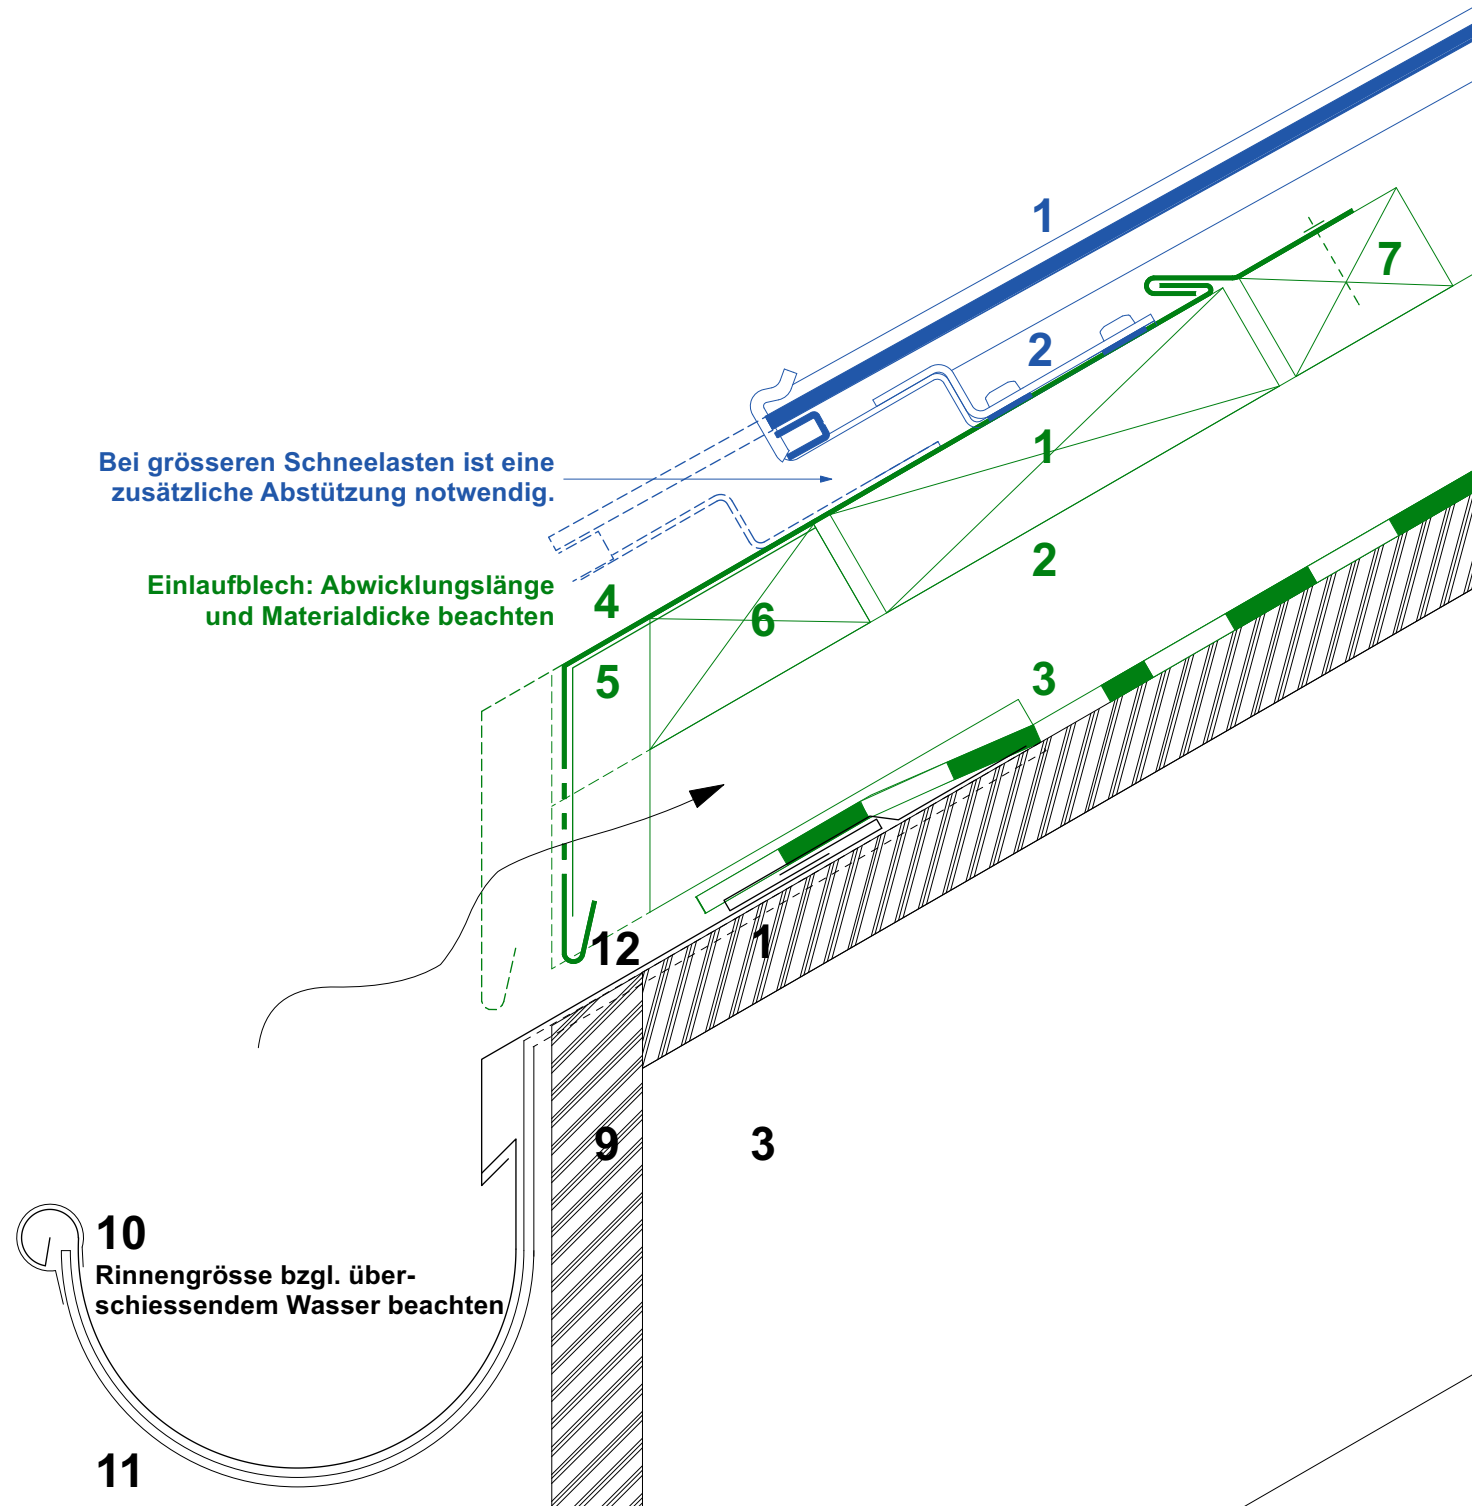 1
7
2
Bei grösseren Schneelasten ist eine
zusätzliche Abstützung notwendig.
1
2
Einlaufblech: Abwicklungslänge
und Materialdicke beachten
4
6
5
3
12
1
9
3
10
Rinnengrösse bzgl. über-
schiessendem Wasser beachten
11